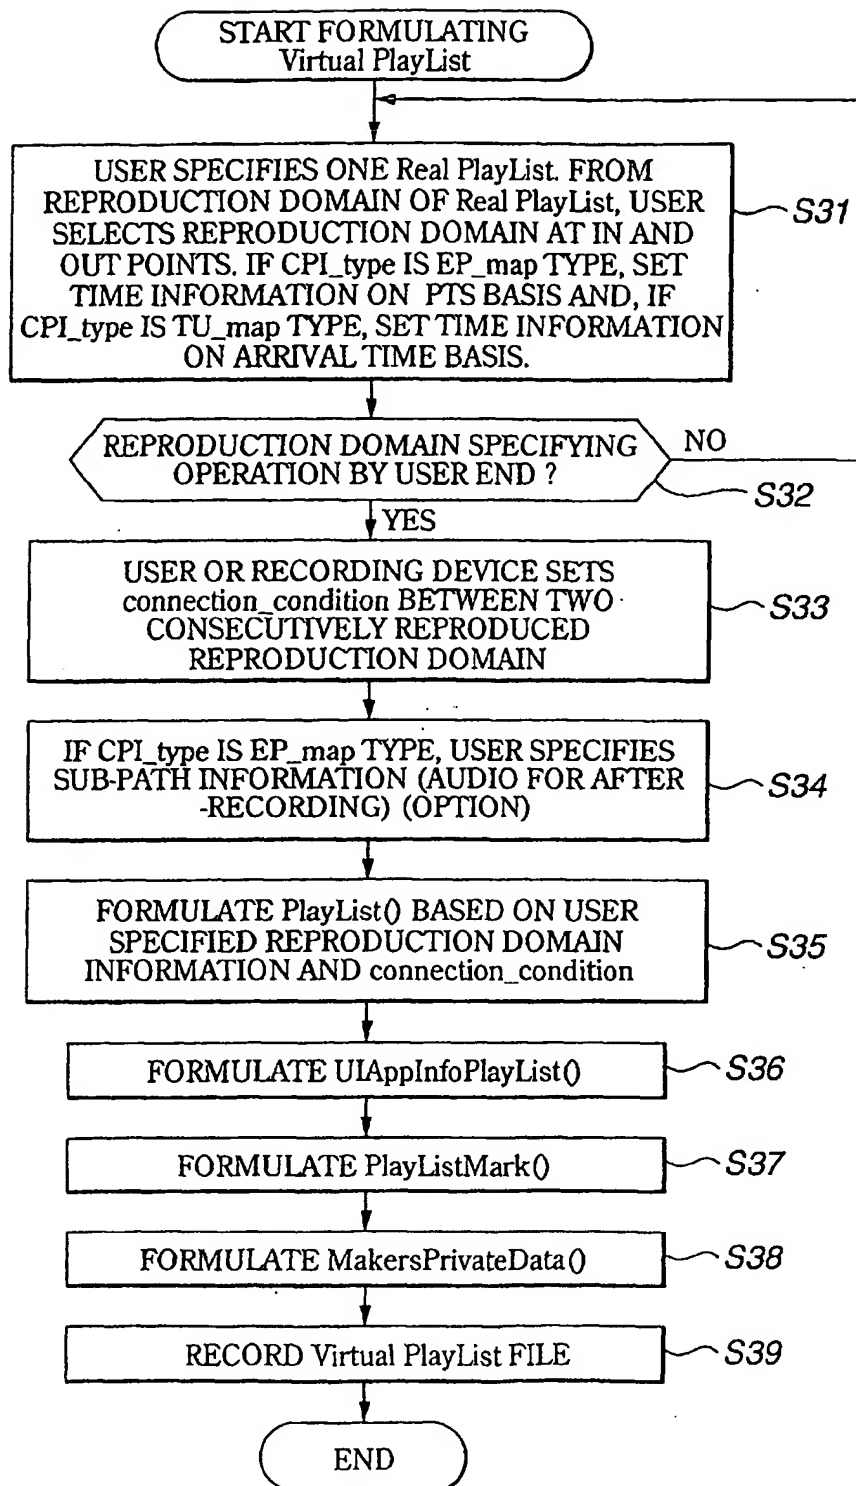 START FORMULATING
Virtual PlayList
USER SPECIFIES ONE Real PlayList. FROM
REPRODUCTION DOMAIN OF Real PlayList, USER
SELECTS REPRODUCTION DOMAIN AT IN AND
OUT POINTS. IF CPI_type IS EP_map TYPE, SET
TIME INFORMATION ON PTS BASIS AND, IF
CPI_type IS TU_map TYPE, SET TIME INFORMATION
ON ARRIVAL TIME BASIS.
S31
REPRODUCTION DOMAIN SPECIFYING
OPERATION BY USER END ?
NO
S32
YES
USER OR RECORDING DEVICE SETS
connection_condition BETWEEN TWO
CONSECUTIVELY REPRODUCED
REPRODUCTION DOMAIN
S33
IF CPI_type IS EP_map TYPE, USER SPECIFIES
SUB-PATH INFORMATION (AUDIO FOR AFTER
-RECORDING) (OPTION)
S34
FORMULATE PlayList() BASED ON USER
SPECIFIED REPRODUCTION DOMAIN
INFORMATION AND connection_condition
S35
FORMULATE UIAppInfoPlayList()
S36
FORMULATE PlayListMark()
S37
FORMULATE MakersPrivateData()
S38
RECORD Virtual PlayList FILE
S39
END